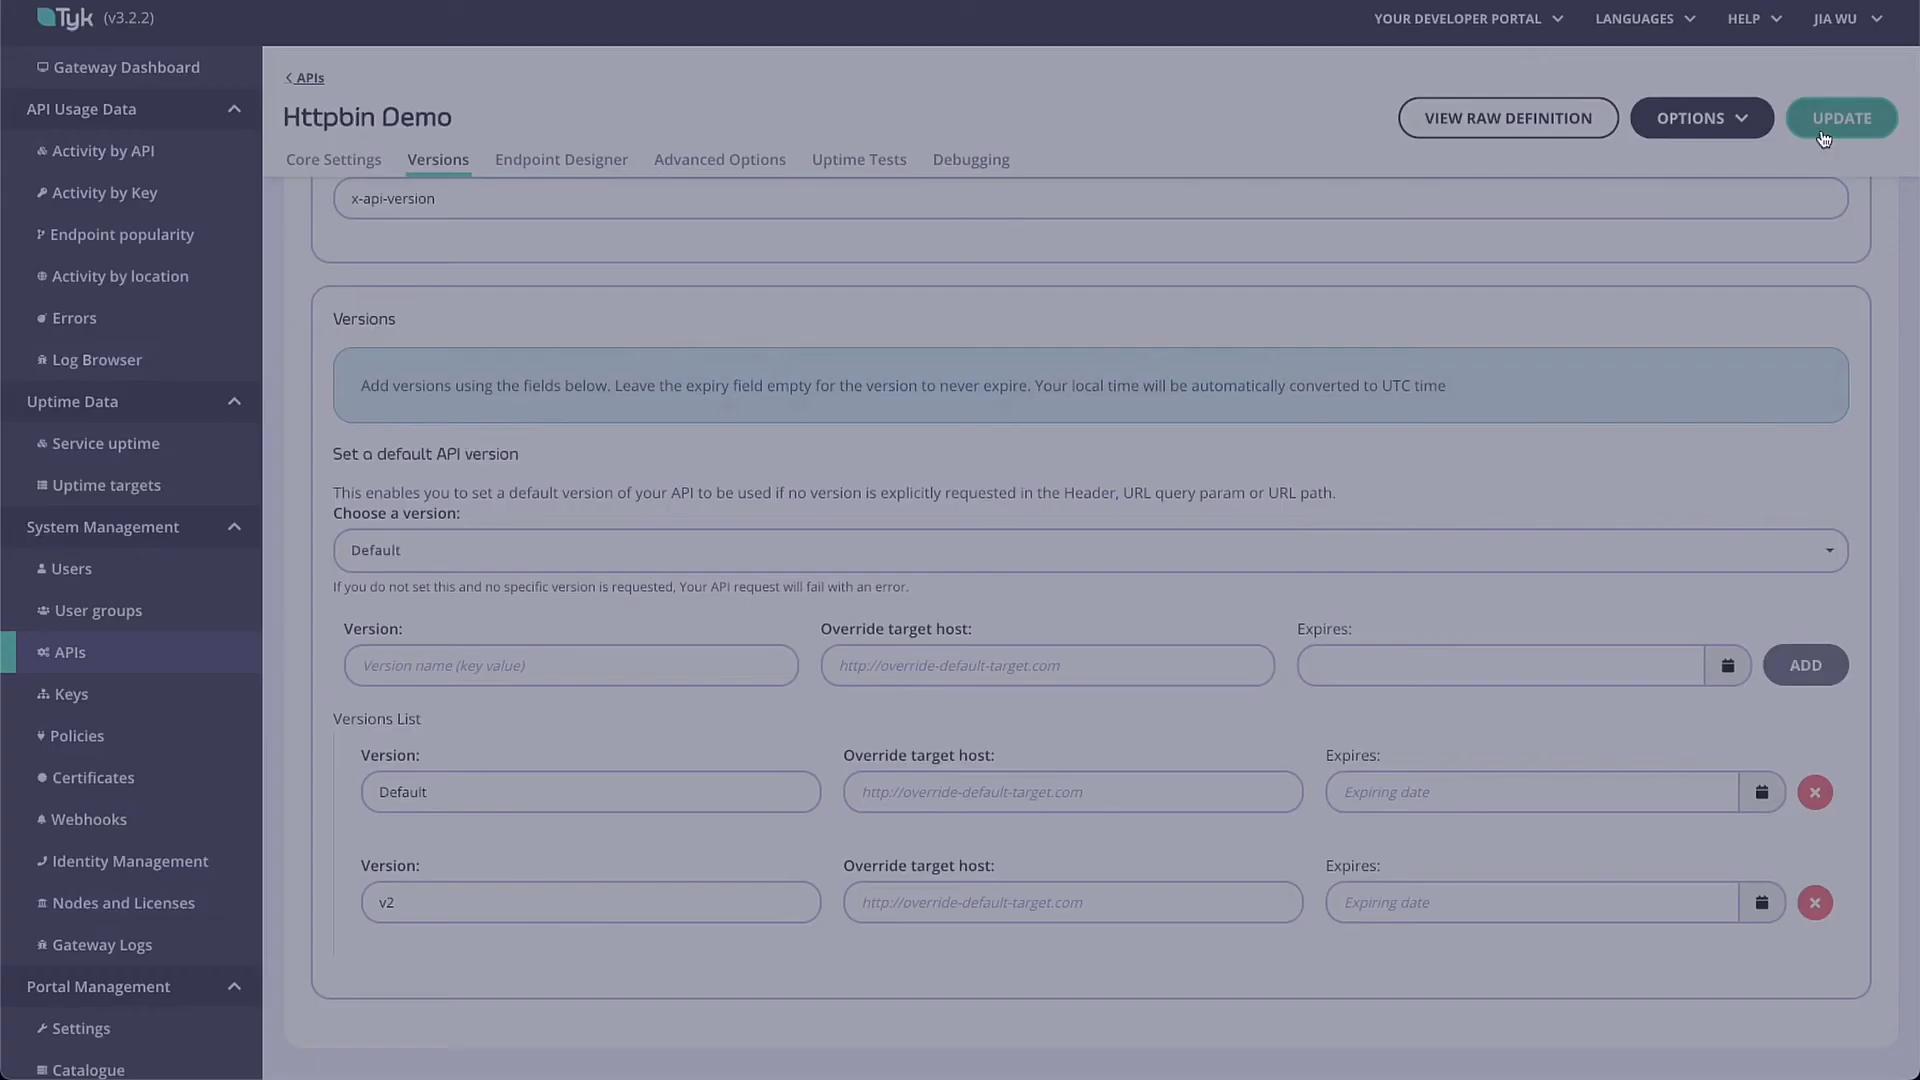 Tyk (v3.2.2)
YOUR DEVELOPER PORTAL
LANGUAGES
HELP
JIA WU
Gateway Dashboard
API Usage Data
Activity by API
Activity by Key
Endpoint popularity
Activity by location
Errors
Log Browser
Uptime Data
Service uptime
Uptime targets
System Management
Users
User groups
APIs
Keys
Policies
Certificates
Webhooks
Identity Management
Nodes and Licenses
Gateway Logs
Portal Management
Settings
Catalogue
APIs
Httpbin Demo
VIEW RAW DEFINITION
OPTIONS
UPDATE
Core Settings
Versions
Endpoint Designer
Advanced Options
Uptime Tests
Debugging
x-api-version
Versions
Add versions using the fields below. Leave the expiry field empty for the version to never expire. Your local time will be automatically converted to UTC time
Set a default API version
This enables you to set a default version of your API to be used if no version is explicitly requested in the Header, URL query param or URL path.
Choose a version:
Default
If you do not set this and no specific version is requested, Your API request will fail with an error.
Version:
Override target host:
Expires:
Version name (key value)
http://override-default-target.com
ADD
Versions List
Version:
Override target host:
Expires:
Default
http://override-default-target.com
Expiring date
Version:
Override target host:
Expires:
v2
http://override-default-target.com
Expiring date